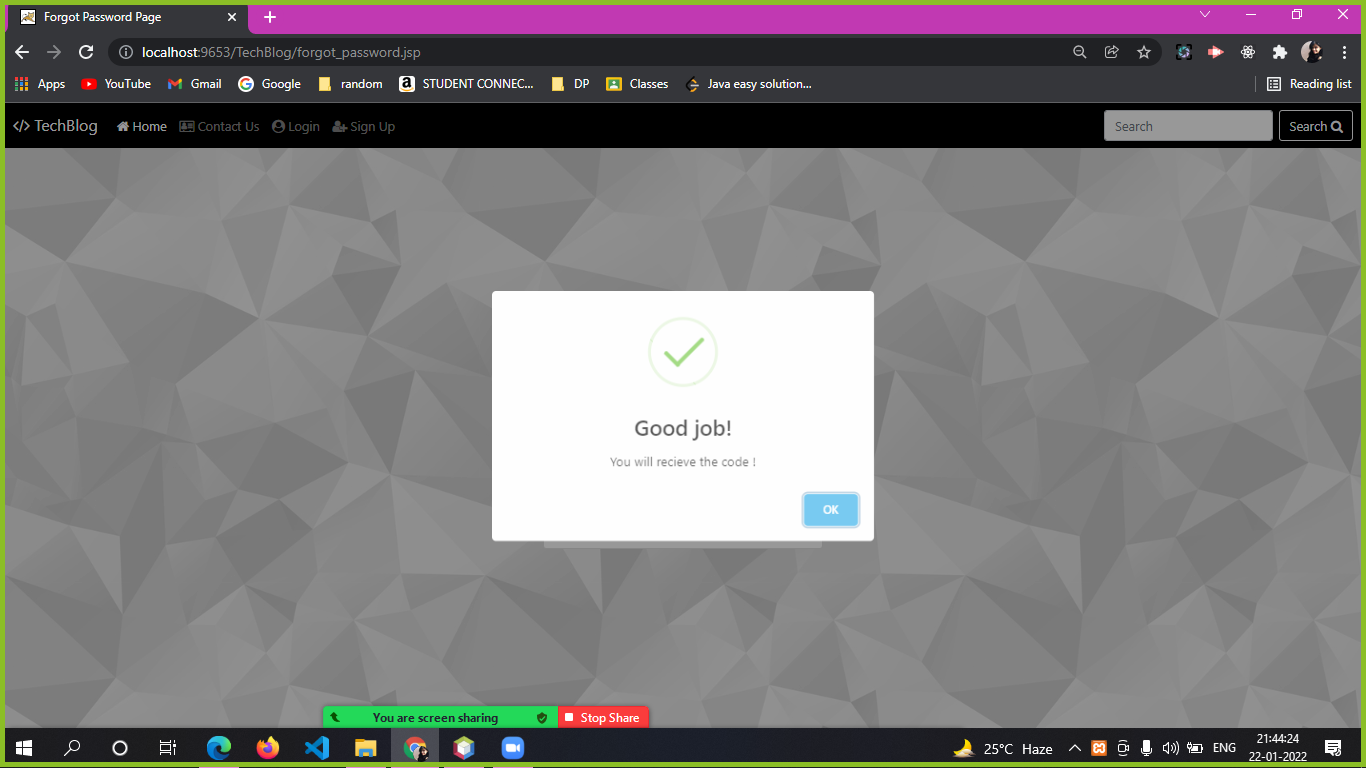 Forgot Password Page
localhost:9653/TechBlog/forgot_password.jsp
Apps YouTube Gmail Google random STUDENT CONNEC... DP Classes Java easy solution... Reading list
</> TechBlog Home Contact Us Login Sign Up Search Search
Good job!
You will recieve the code !
OK
You are screen sharing Stop Share
25°C Haze ENG 21:44:24
22-01-2022